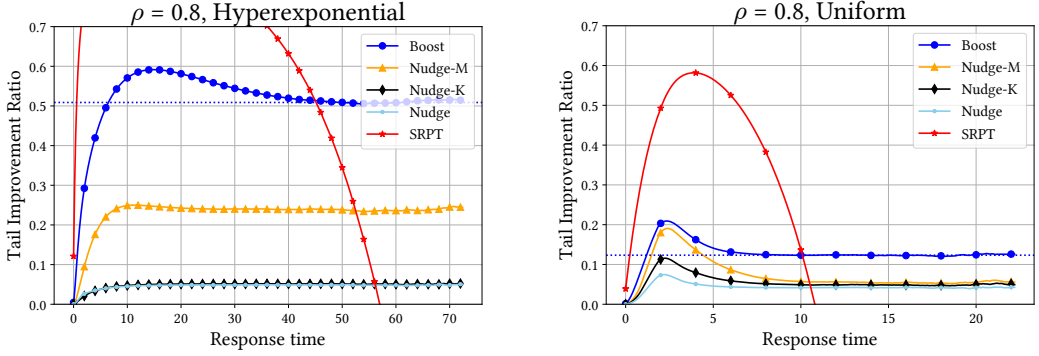 ρ = 0.8, Hyperexponential
Tail Improvement Ratio
0.7
0.6
0.5
0.4
0.3
0.2
0.1
0.0
0 10 20 30 40 50 60 70
Response time
Boost
Nudge-M
Nudge-K
Nudge
SRPT
ρ = 0.8, Uniform
Tail Improvement Ratio
0.7
0.6
0.5
0.4
0.3
0.2
0.1
0.0
0 5 10 15 20
Response time
Boost
Nudge-M
Nudge-K
Nudge
SRPT